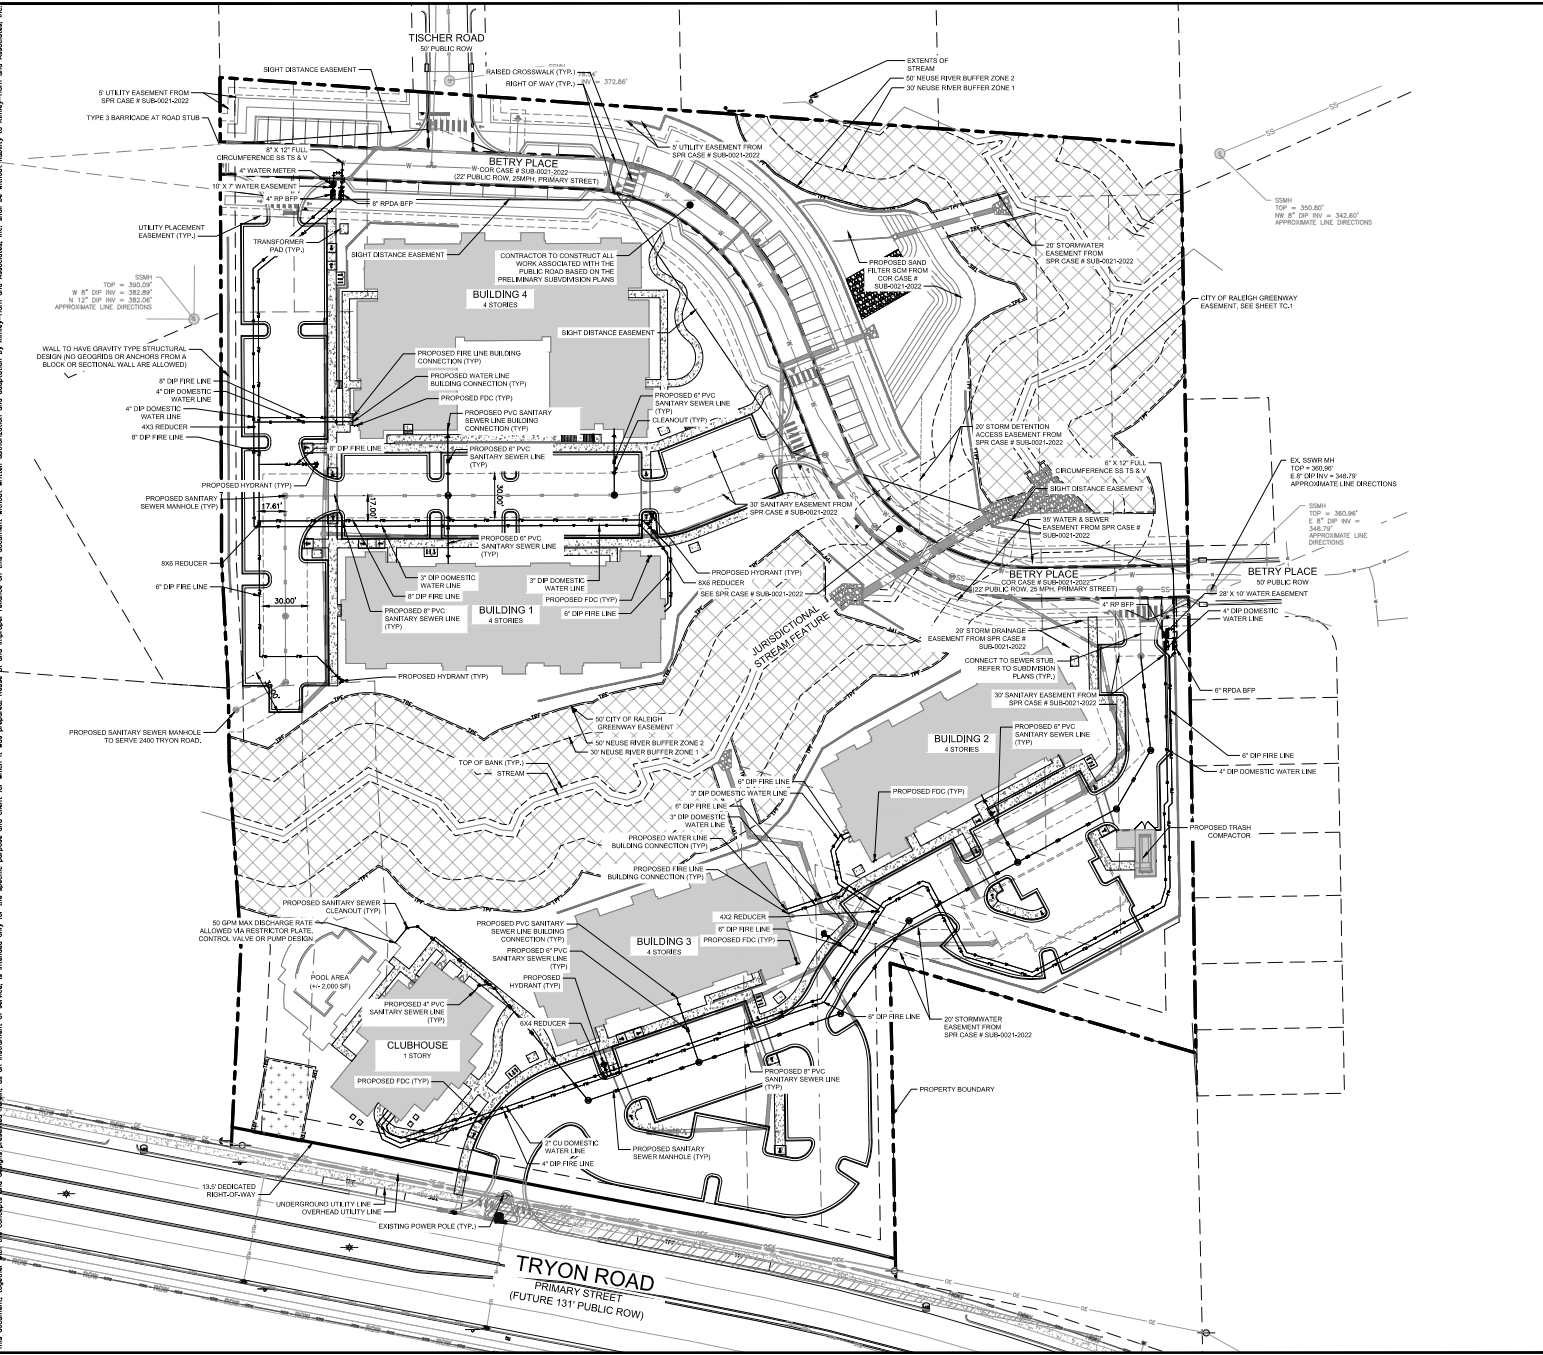 TISCHER ROAD
50' PUBLIC ROW
SIGHT DISTANCE EASEMENT
RAISED CROSSWALK (TYP.)
RIGHT OF WAY (TYP.)
INV = 372.86'
EXTENTS OF
STREAM
50' NEUSE RIVER BUFFER ZONE 2
30' NEUSE RIVER BUFFER ZONE 1
5' UTILITY EASEMENT FROM
SPR CASE # SUB-0021-2022
TYPE 3 BARRICADE AT ROAD STUB
8" X 12" FULL
CIRCUMFERENCE SS TS & V
4" WATER METER
10' X 7' WATER EASEMENT
4" RP BFP
8" RPDA BFP
BETRY PLACE
COR CASE # SUB-0021-2022
(22' PUBLIC ROW, 25MPH, PRIMARY STREET)
5' UTILITY EASEMENT FROM
SPR CASE # SUB-0021-2022
SSMH
TOP = 350.80'
NW 8" DIP INV = 342.60'
APPROXIMATE LINE DIRECTIONS
UTILITY PLACEMENT
EASEMENT (TYP.)
TRANSFORMER
PAD (TYP.)
SIGHT DISTANCE EASEMENT
CONTRACTOR TO CONSTRUCT ALL
WORK ASSOCIATED WITH THE
PUBLIC ROAD BASED ON THE
PRELIMINARY SUBDVISION PLANS
PROPOSED SAND
FILTER SCM FROM
COR CASE #
SUB-0021-2022
20' STORMWATER
EASEMENT FROM
SPR CASE # SUB-0021-2022
CITY OF RALEIGH GREENWAY
EASEMENT, SEE SHEET TC-1
SSMH
TOP = 390.09'
W 8" DIP INV = 382.89'
N 12" DIP INV = 382.06'
APPROXIMATE LINE DIRECTIONS
BUILDING 4
4 STORIES
SIGHT DISTANCE EASEMENT
WALL TO HAVE GRAVITY TYPE STRUCTURAL
DESIGN (NO GEOGRIDS OR ANCHORS FROM A
BLOCK OR SECTIONAL WALL ARE ALLOWED)
PROPOSED FIRE LINE BUILDING
CONNECTION (TYP)
PROPOSED WATER LINE
BUILDING CONNECTION (TYP)
PROPOSED FDC (TYP)
PROPOSED PVC SANITARY
SEWER LINE BUILDING
CONNECTION (TYP)
PROPOSED 6" PVC
SANITARY SEWER LINE
(TYP)
CLEANOUT (TYP)
8" DIP FIRE LINE
4" DIP DOMESTIC
WATER LINE
4" DIP DOMESTIC
WATER LINE
4X3 REDUCER
8" DIP FIRE LINE
8" DIP FIRE LINE
PROPOSED 6" PVC
SANITARY SEWER LINE
(TYP)
20' STORM DETENTION
ACCESS EASEMENT FROM
SPR CASE # SUB-0021-2022
6" X 12" FULL
CIRCUMFERENCE SS TS & V
SIGHT DISTANCE EASEMENT
EX. SSWR MH
TOP = 360.96'
E 8" DIP INV = 348.79'
APPROXIMATE LINE DIRECTIONS
PROPOSED HYDRANT (TYP)
PROPOSED SANITARY
SEWER MANHOLE (TYP)
17.61'
17.00'
30.00'
30' SANITARY EASEMENT FROM
SPR CASE # SUB-0021-2022
35' WATER & SEWER
EASEMENT FROM SPR CASE #
SUB-0021-2022
SSMH
TOP = 360.96'
E 8" DIP INV =
348.79'
APPROXIMATE LINE
DIRECTIONS
PROPOSED 6" PVC
SANITARY SEWER LINE
(TYP)
8X6 REDUCER
6" DIP FIRE LINE
30.00'
3" DIP DOMESTIC
WATER LINE
8" DIP FIRE LINE
3" DIP DOMESTIC
WATER LINE
PROPOSED FDC (TYP)
6" DIP FIRE LINE
PROPOSED HYDRANT (TYP)
8X6 REDUCER
SEE SPR CASE # SUB-0021-2022
BETRY PLACE
COR CASE # SUB-0021-2022
(22' PUBLIC ROW, 25 MPH, PRIMARY STREET)
BETRY PLACE
50' PUBLIC ROW
28' X 10' WATER EASEMENT
4" RP BFP
4" DIP DOMESTIC
WATER LINE
PROPOSED 8" PVC
SANITARY SEWER LINE
(TYP)
BUILDING 1
4 STORIES
JURISDICTIONAL
STREAM FEATURE
20' STORM DRAINAGE
EASEMENT FROM SPR CASE #
SUB-0021-2022
CONNECT TO SEWER STUB,
REFER TO SUBDIVISION
PLANS (TYP.)
30' SANITARY EASEMENT FROM
SPR CASE # SUB-0021-2022
6" RPDA BFP
PROPOSED HYDRANT (TYP)
PROPOSED SANITARY SEWER MANHOLE
TO SERVE 2400 TRYON ROAD.
50' CITY OF RALEIGH
GREENWAY EASEMENT
50' NEUSE RIVER BUFFER ZONE 2
30' NEUSE RIVER BUFFER ZONE 1
TOP OF BANK (TYP.)
STREAM
BUILDING 2
4 STORIES
PROPOSED 6" PVC
SANITARY SEWER LINE
(TYP)
6" DIP FIRE LINE
4" DIP DOMESTIC WATER LINE
6" DIP FIRE LINE
3" DIP DOMESTIC WATER LINE
6" DIP FIRE LINE
3" DIP DOMESTIC
WATER LINE
PROPOSED WATER LINE
BUILDING CONNECTION (TYP)
PROPOSED FIRE LINE
BUILDING CONNECTION (TYP)
PROPOSED FDC (TYP)
PROPOSED TRASH
COMPACTOR
PROPOSED SANITARY SEWER
CLEANOUT (TYP)
50 GPM MAX DISCHARGE RATE
ALLOWED VIA RESTRICTOR PLATE,
CONTROL VALVE OR PUMP DESIGN
PROPOSED PVC SANITARY
SEWER LINE BUILDING
CONNECTION (TYP)
PROPOSED 6" PVC
SANITARY SEWER LINE
(TYP)
PROPOSED
HYDRANT (TYP)
6X4 REDUCER
4X2 REDUCER
6" DIP FIRE LINE
PROPOSED FDC (TYP)
BUILDING 3
4 STORIES
POOL AREA
(+/- 2,000 SF)
PROPOSED 4" PVC
SANITARY SEWER LINE
(TYP)
CLUBHOUSE
1 STORY
PROPOSED FDC (TYP)
6" DIP FIRE LINE
20' STORMWATER
EASEMENT FROM
SPR CASE # SUB-0021-2022
PROPOSED 8" PVC
SANITARY SEWER LINE
(TYP)
PROPERTY BOUNDARY
2" CU DOMESTIC
WATER LINE
4" DIP FIRE LINE
PROPOSED SANITARY
SEWER MANHOLE (TYP)
13.5' DEDICATED
RIGHT-OF-WAY
UNDERGROUND UTILITY LINE
OVERHEAD UTILITY LINE
EXISTING POWER POLE (TYP.)
TRYON ROAD
PRIMARY STREET
(FUTURE 131' PUBLIC ROW)